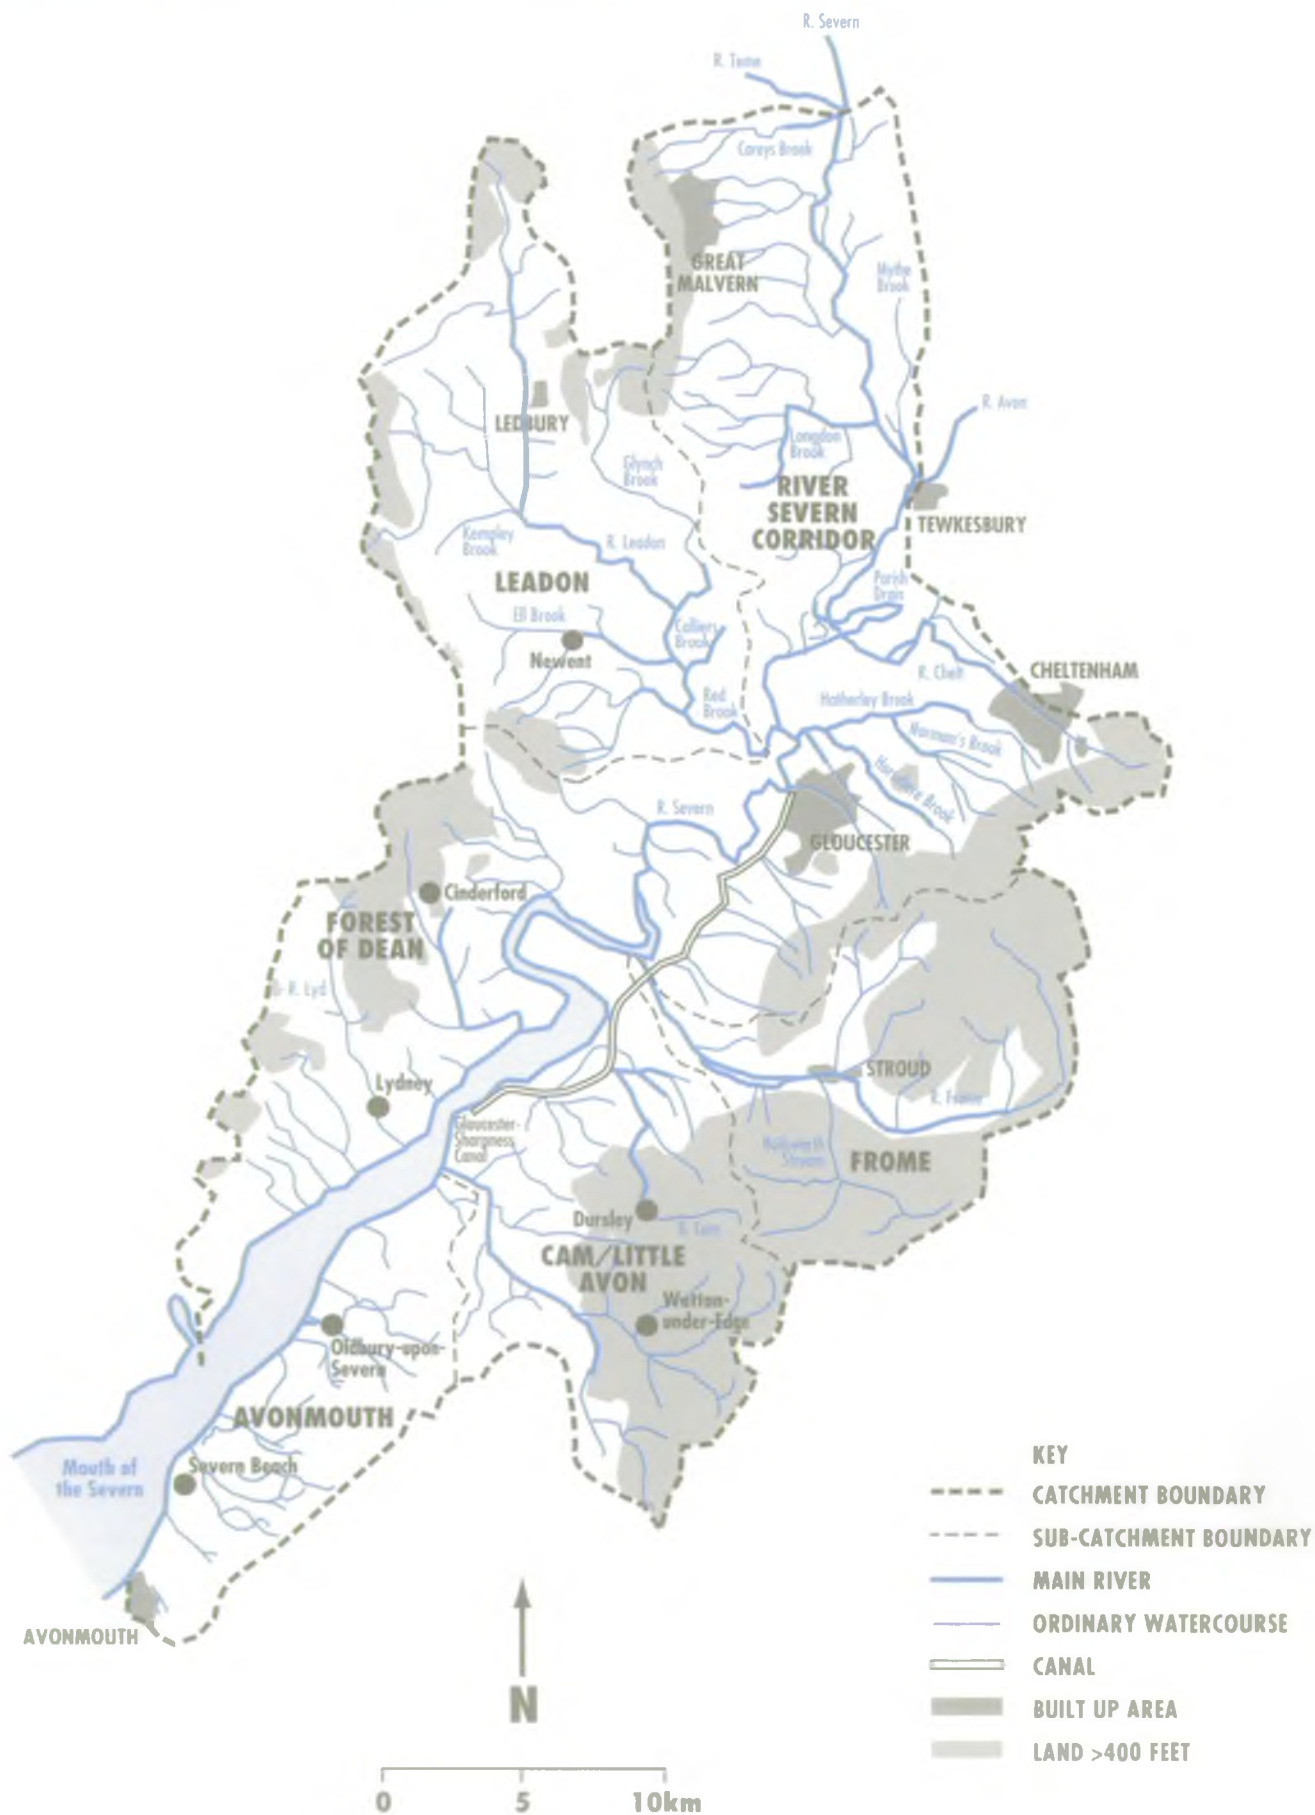 R. Severn
R. Teme
Careys Brook
GREAT
MALVERN
Mythe
Brook
R. Avon
LEDBURY
Longdon
Brook
Glynch
Brook
RIVER
SEVERN
CORRIDOR
TEWKESBURY
Kempley
Brook
R. Leadon
LEADON
Parish
Drain
Ell Brook
Colliers
Brook
Newent
R. Chelt
CHELTENHAM
Red
Brook
Hatherley Brook
Norman's Brook
Horsbere Brook
R. Severn
GLOUCESTER
Cinderford
FOREST
OF DEAN
R. Lyd
STROUD
Lydney
R. Frome
Gloucester-
Sharpness
Canal
Stream
FROME
Dursley
R. Cam
CAM/LITTLE
AVON
Wotton-
under-Edge
Oldbury-upon-
Severn
AVONMOUTH
Mouth of
the Severn
Severn Beach
AVONMOUTH
KEY
CATCHMENT BOUNDARY
SUB-CATCHMENT BOUNDARY
MAIN RIVER
ORDINARY WATERCOURSE
CANAL
BUILT UP AREA
LAND >400 FEET
N
0 5 10km